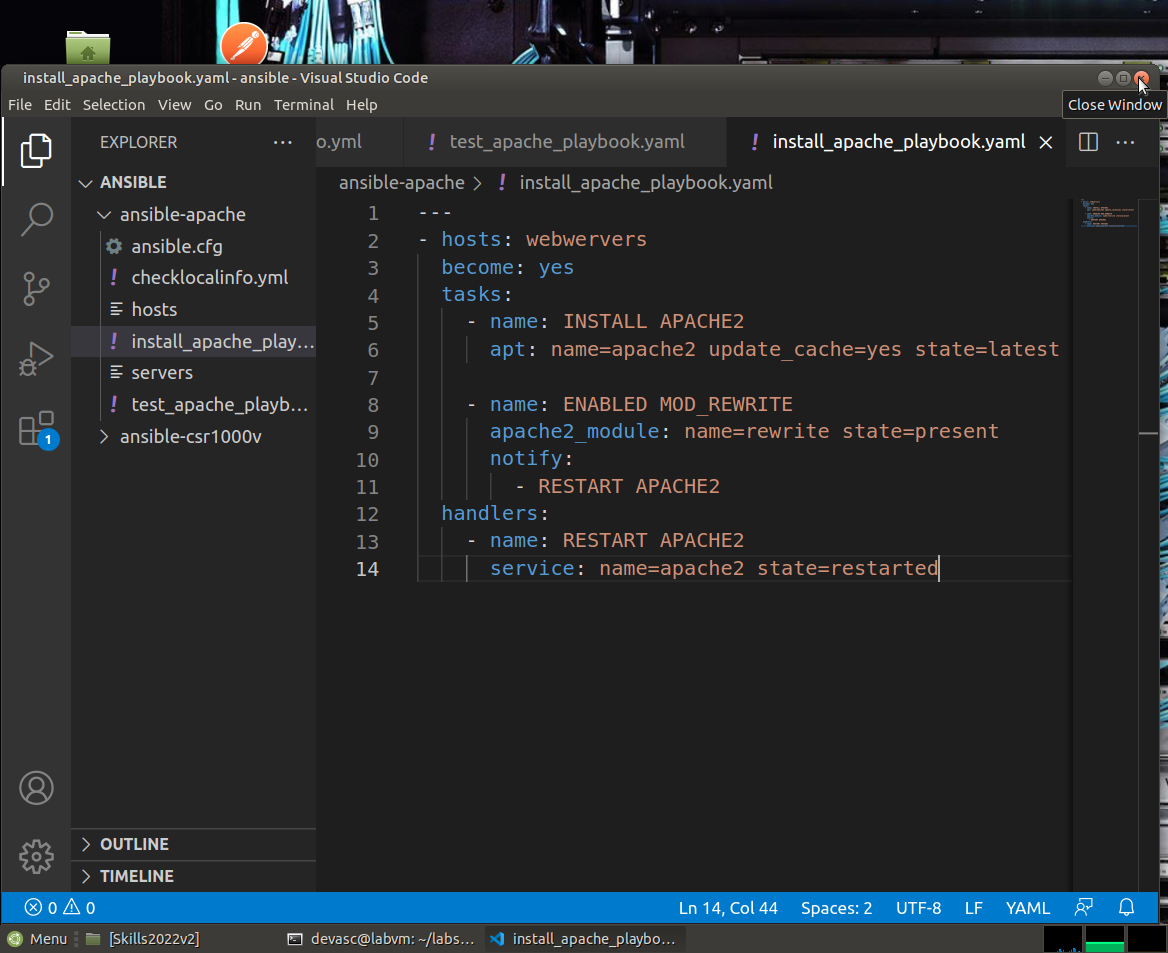 install_apache_playbook.yaml - ansible - Visual Studio Code
File Edit Selection View Go Run Terminal Help
Close Window
EXPLORER
o.yml
! test_apache_playbook.yaml
! install_apache_playbook.yaml
ANSIBLE
ansible-apache > ! install_apache_playbook.yaml
ansible-apache
ansible.cfg
! checklocalinfo.yml
hosts
! install_apache_play...
servers
! test_apache_playb...
ansible-csr1000v
1
1 ---
2 - hosts: webwervers
3 become: yes
4 tasks:
5 - name: INSTALL APACHE2
6 apt: name=apache2 update_cache=yes state=latest
7
8 - name: ENABLED MOD_REWRITE
9 apache2_module: name=rewrite state=present
10 notify:
11 - RESTART APACHE2
12 handlers:
13 - name: RESTART APACHE2
14 service: name=apache2 state=restarted
OUTLINE
TIMELINE
0 0 Ln 14, Col 44 Spaces: 2 UTF-8 LF YAML
Menu [Skills2022v2] devasc@labvm: ~/labs... install_apache_playbo...